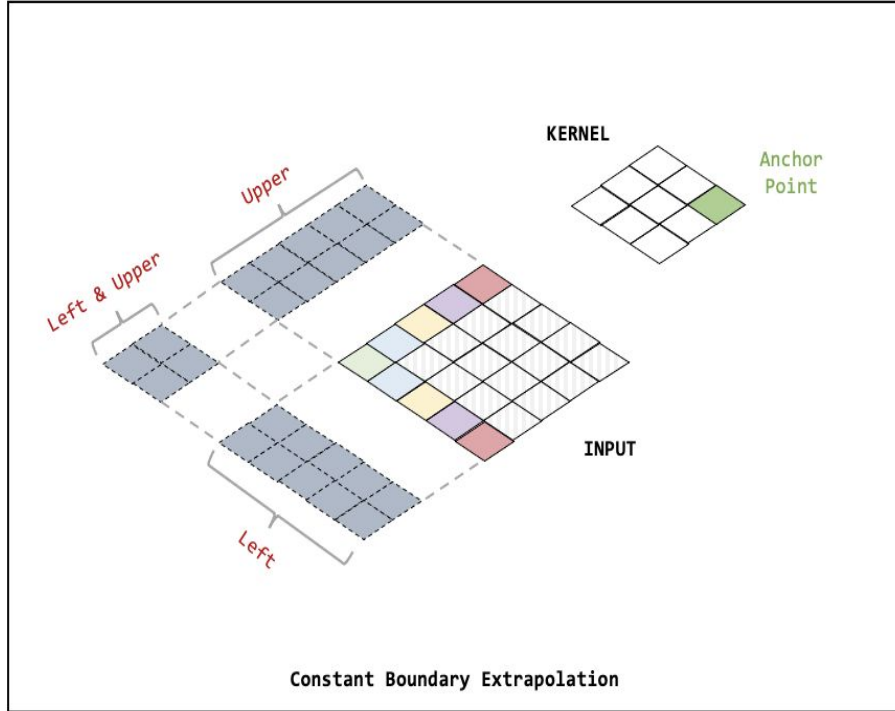 KERNEL
Anchor
Point
Upper
Left & Upper
INPUT
Left
Constant Boundary Extrapolation